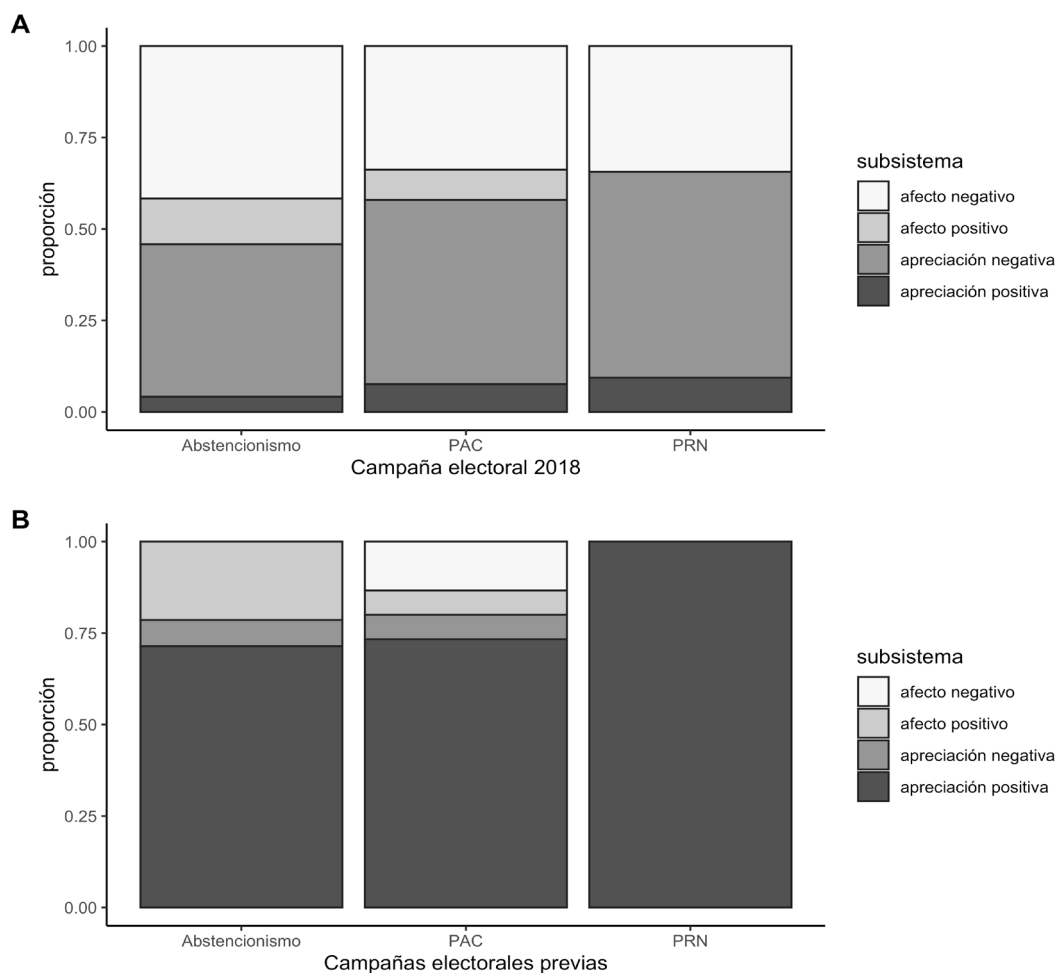 A
1.00
0.75
0.50
0.25
0.00
proporción
Abstencionismo PAC PRN
Campaña electoral 2018
subsistema
afecto negativo
afecto positivo
apreciación negativa
apreciación positiva
B
1.00
0.75
0.50
0.25
0.00
proporción
Abstencionismo PAC PRN
Campañas electorales previas
subsistema
afecto negativo
afecto positivo
apreciación negativa
apreciación positiva